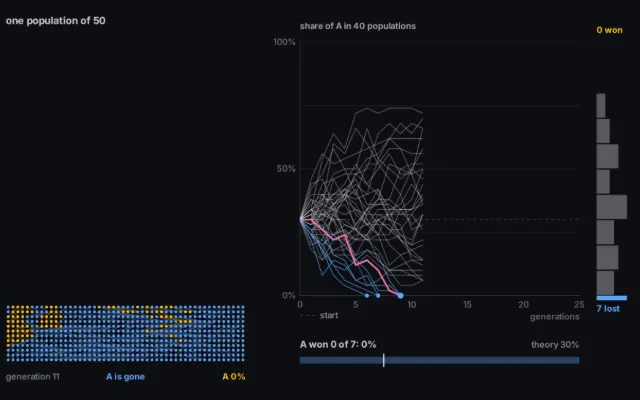 one population of 50
share of A in 40 populations
0 won
100%
50%
0%
0 5 10 15 20 25
start
generations
7 lost
A won 0 of 7: 0%
theory 30%
generation 11
A is gone
A 0%